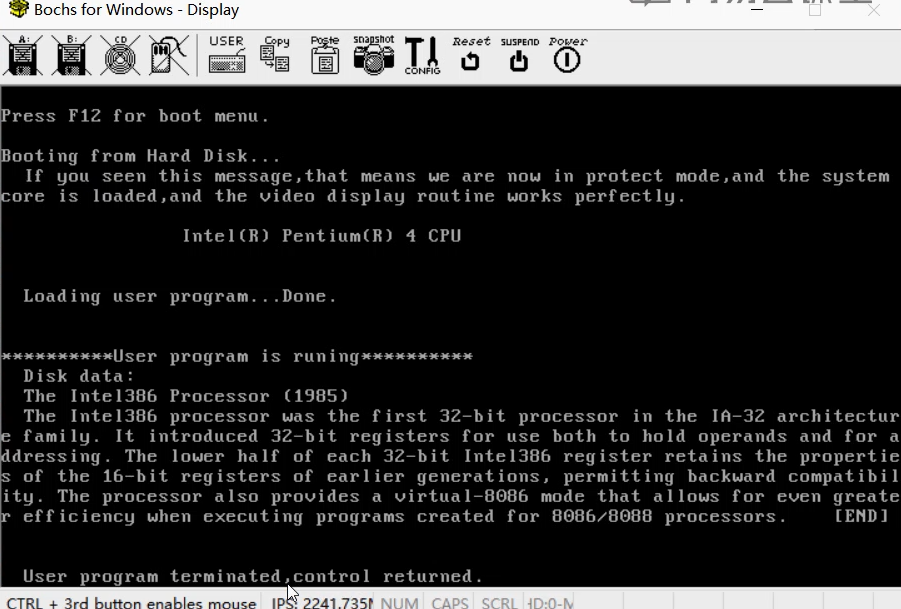 Bochs for Windows - Display
A: B: CD USER Copy Paste snapshot CONFIG Reset SUSPEND Power
Press F12 for boot menu.
Booting from Hard Disk...
If you seen this message,that means we are now in protect mode,and the system
core is loaded,and the video display routine works perfectly.
Intel(R) Pentium(R) 4 CPU
Loading user program...Done.
**********User program is runing**********
Disk data:
The Intel386 Processor (1985)
The Intel386 processor was the first 32-bit processor in the IA-32 architectur
e family. It introduced 32-bit registers for use both to hold operands and for a
ddressing. The lower half of each 32-bit Intel386 register retains the propertie
s of the 16-bit registers of earlier generations, permitting backward compatibil
ity. The processor also provides a virtual-8086 mode that allows for even greate
r efficiency when executing programs created for 8086/8088 processors. [END]
User program terminated,control returned.
CTRL + 3rd button enables mouse IPS: 2241.735M NUM CAPS SCRL HD:0-M